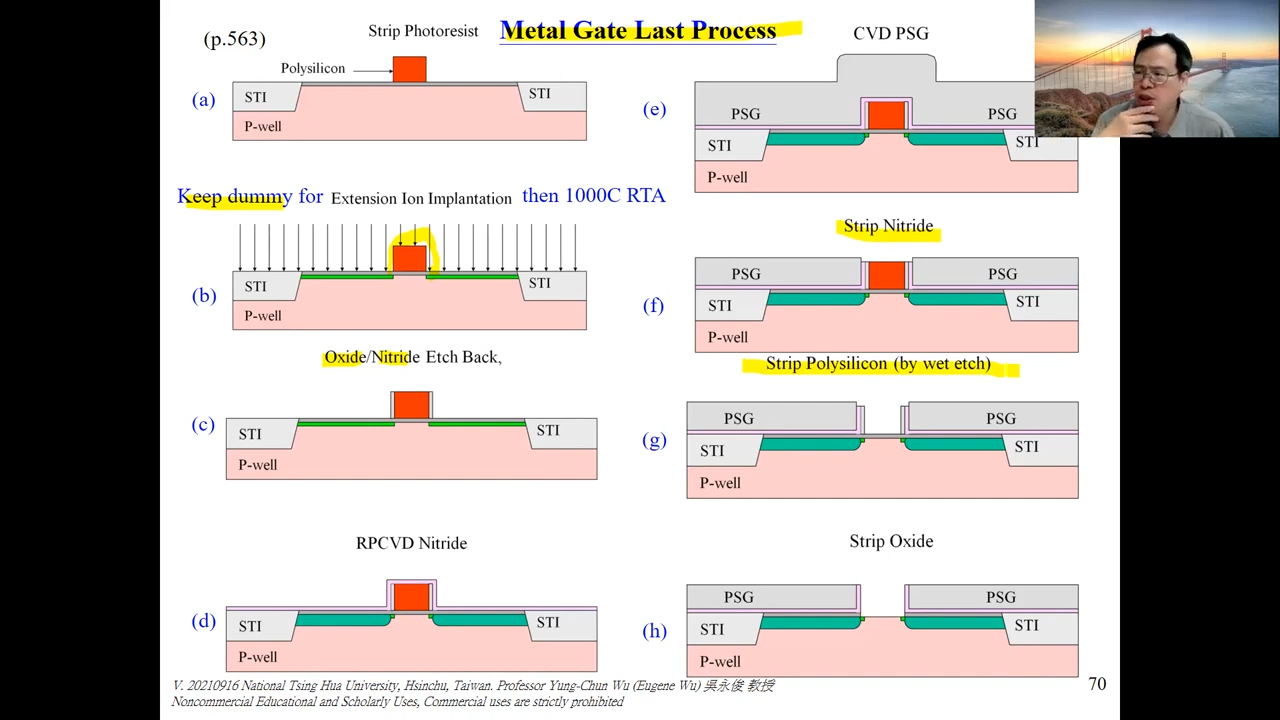 (p.563)
Strip Photoresist
Metal Gate Last Process
Polysilicon
(a)
STI
STI
P-well
Keep dummy for Extension Ion Implantation then 1000C RTA
(b)
STI
STI
P-well
Oxide/Nitride Etch Back,
(c)
STI
STI
P-well
RPCVD Nitride
(d)
STI
STI
P-well
CVD PSG
(e)
PSG
PSG
STI
STI
P-well
Strip Nitride
(f)
PSG
PSG
STI
STI
P-well
Strip Polysilicon (by wet etch)
(g)
PSG
PSG
STI
STI
P-well
Strip Oxide
(h)
PSG
PSG
STI
STI
P-well
V. 20210916 National Tsing Hua University, Hsinchu, Taiwan. Professor Yung-Chun Wu (Eugene Wu) 吳永俊 教授
Noncommercial Educational and Scholarly Uses, Commercial uses are strictly prohibited
70